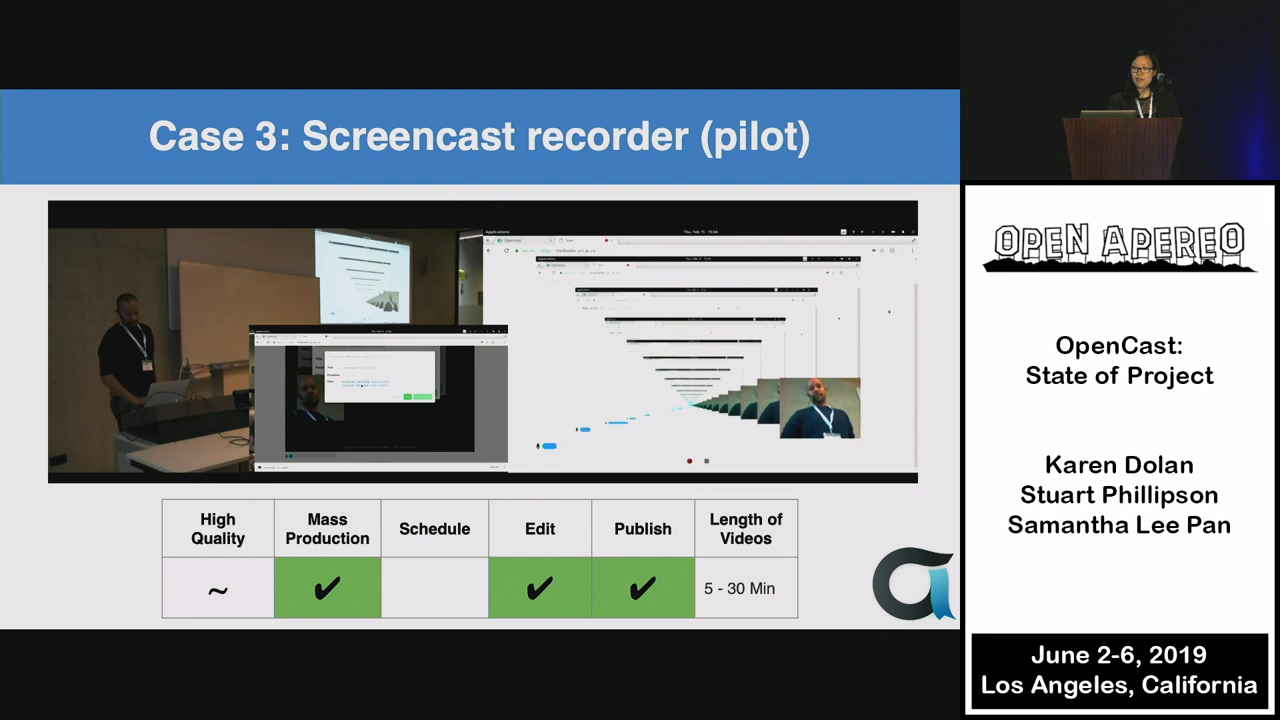 Case 3: Screencast recorder (pilot)
High
Quality
Mass
Production
Schedule
Edit
Publish
Length of
Videos
~
✔
✔
✔
5 - 30 Min
OPEN APEREO
OpenCast:
State of Project
Karen Dolan
Stuart Phillipson
Samantha Lee Pan
June 2-6, 2019
Los Angeles, California